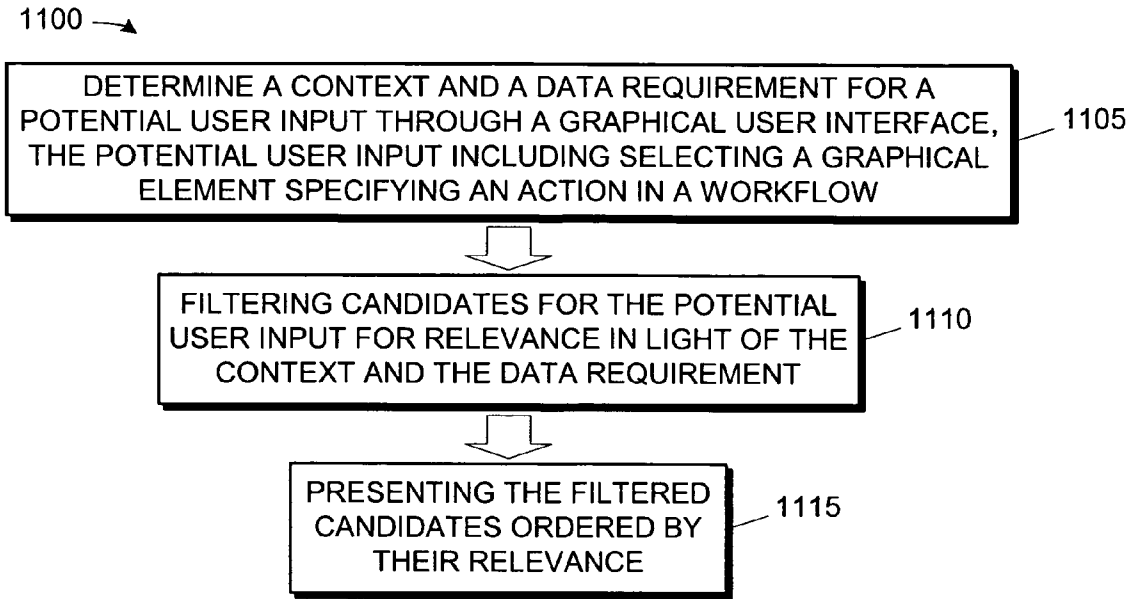 1100
DETERMINE A CONTEXT AND A DATA REQUIREMENT FOR A
POTENTIAL USER INPUT THROUGH A GRAPHICAL USER INTERFACE,
THE POTENTIAL USER INPUT INCLUDING SELECTING A GRAPHICAL
ELEMENT SPECIFYING AN ACTION IN A WORKFLOW
1105
FILTERING CANDIDATES FOR THE POTENTIAL
USER INPUT FOR RELEVANCE IN LIGHT OF THE
CONTEXT AND THE DATA REQUIREMENT
1110
PRESENTING THE FILTERED
CANDIDATES ORDERED BY
THEIR RELEVANCE
1115